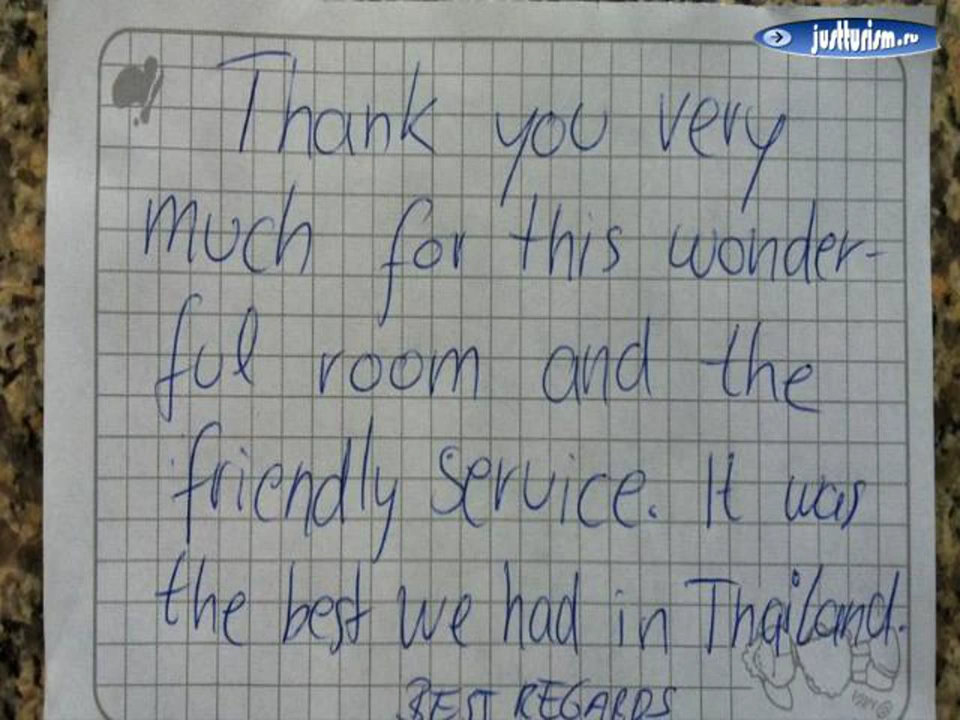 justturism.ru
Thank you very
much for this wonder-
ful room and the
friendly service. It was
the best we had in Thailand.
BEST REGARDS